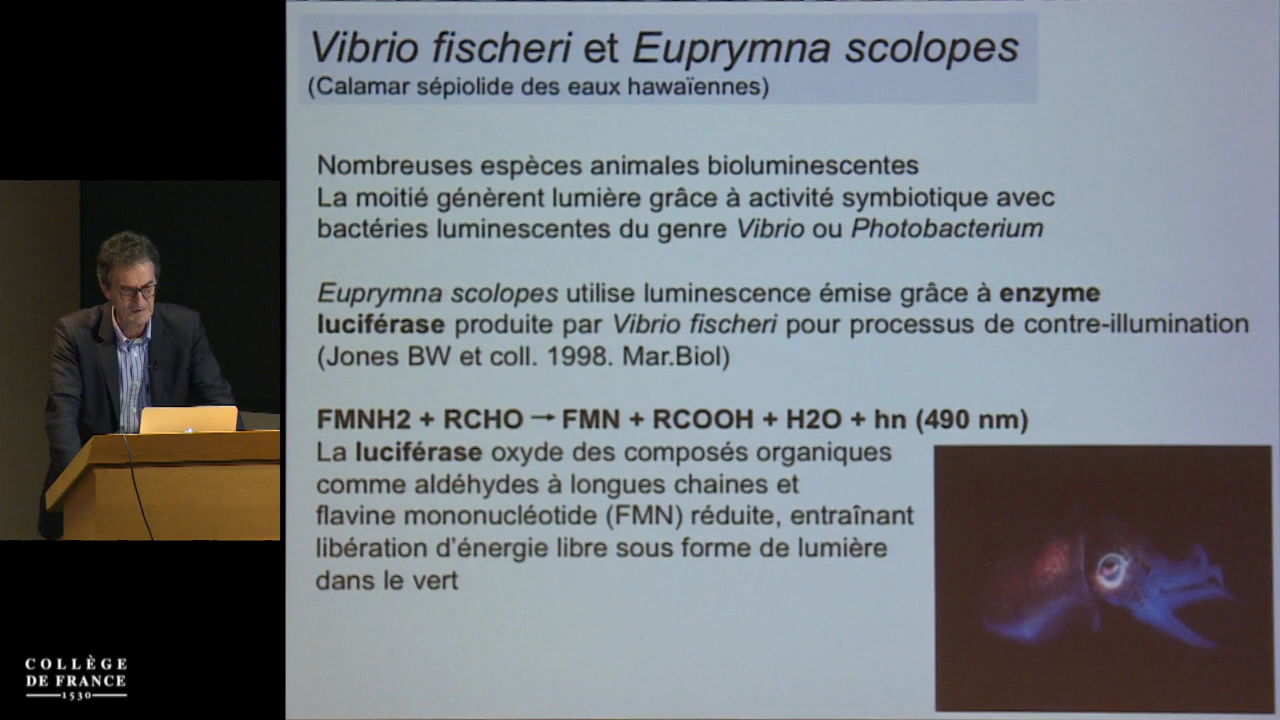 Vibrio fischeri et Euprymna scolopes
(Calamar sépiolide des eaux hawaïennes)
Nombreuses espèces animales bioluminescentes
La moitié génèrent lumière grâce à activité symbiotique avec
bactéries luminescentes du genre Vibrio ou Photobacterium
Euprymna scolopes utilise luminescence émise grâce à enzyme
luciférase produite par Vibrio fischeri pour processus de contre-illumination
(Jones BW et coll. 1998. Mar.Biol)
FMNH2 + RCHO → FMN + RCOOH + H2O + hn (490 nm)
La luciférase oxyde des composés organiques
comme aldéhydes à longues chaines et
flavine mononucléotide (FMN) réduite, entraînant
libération d'énergie libre sous forme de lumière
dans le vert
COLLÈGE
DE FRANCE
1530